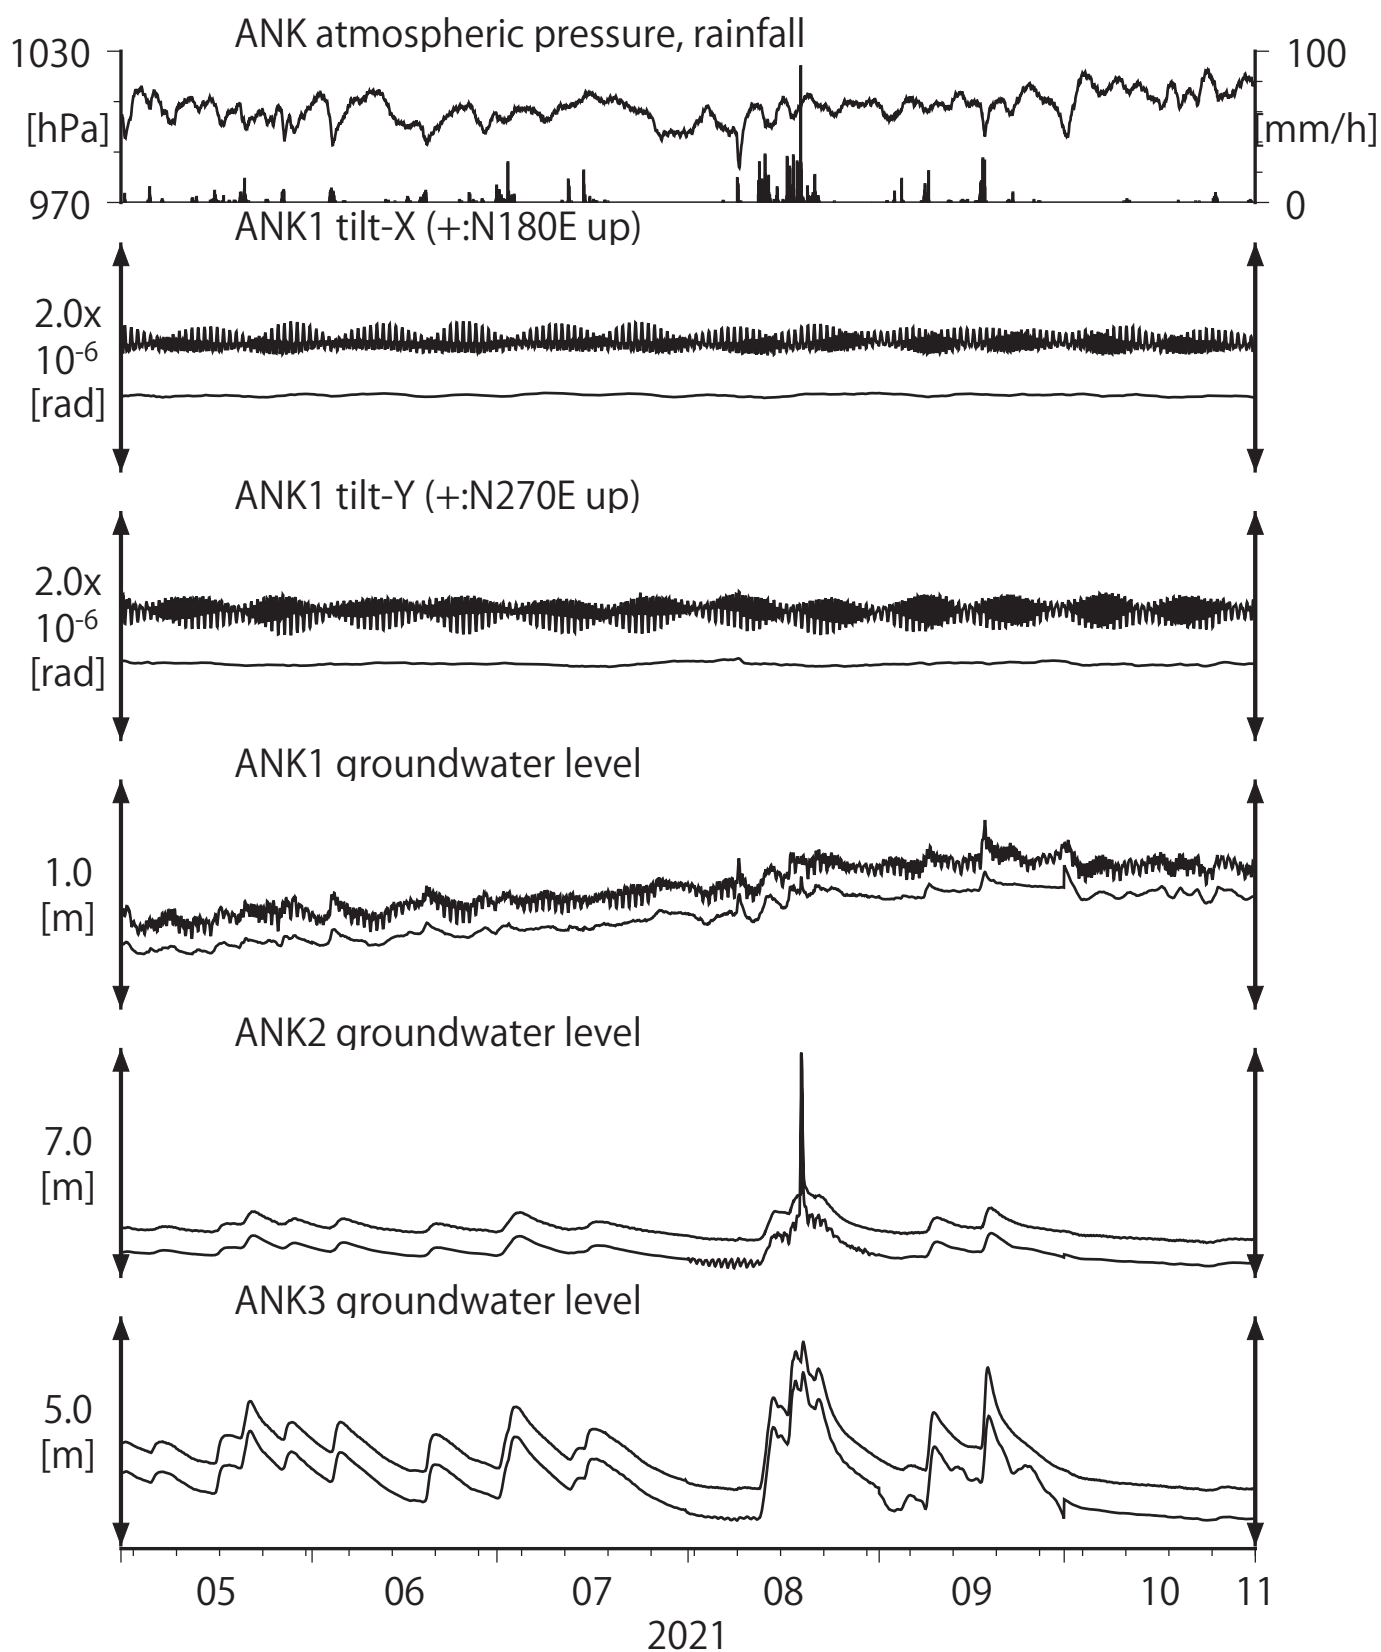 ANK atmospheric pressure, rainfall
1030
100
[hPa]
[mm/h]
970
0
ANK1 tilt-X (+:N180E up)
2.0x
10⁻⁶
[rad]
ANK1 tilt-Y (+:N270E up)
2.0x
10⁻⁶
[rad]
ANK1 groundwater level
1.0
[m]
ANK2 groundwater level
7.0
[m]
ANK3 groundwater level
5.0
[m]
05 06 07 08 09 10 11
2021